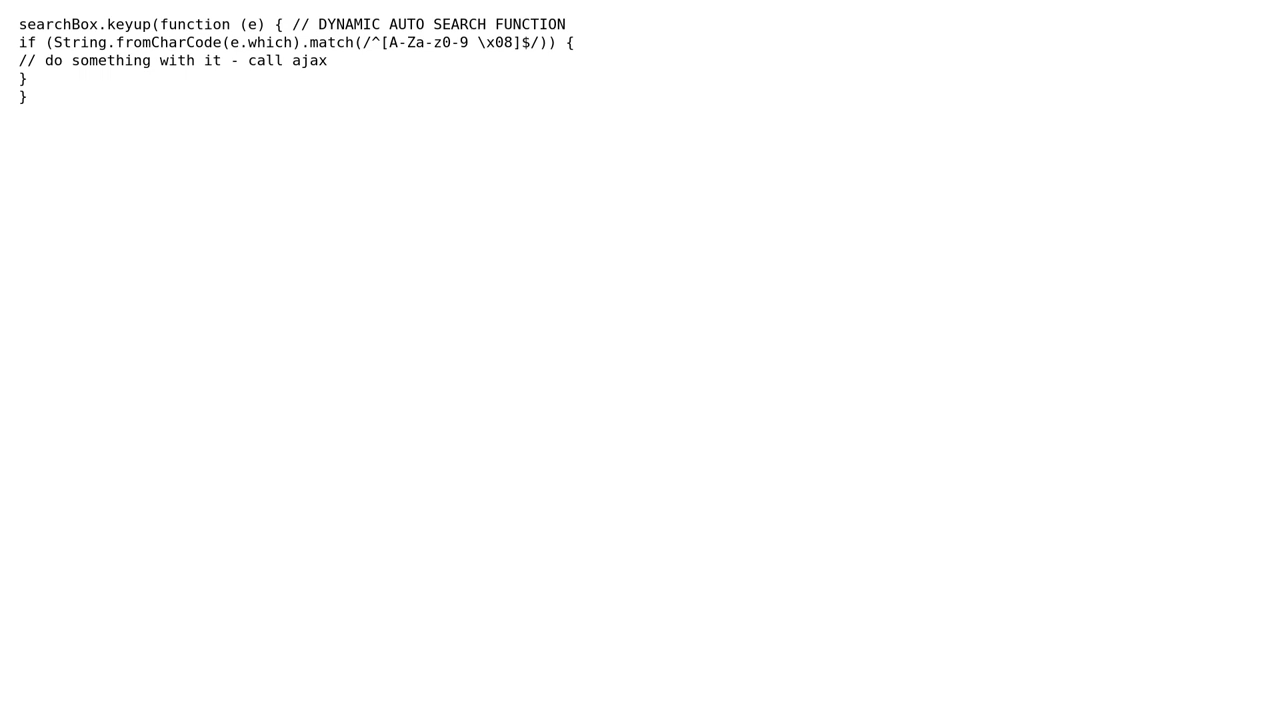 searchBox.keyup(function (e) { // DYNAMIC AUTO SEARCH FUNCTION
if (String.fromCharCode(e.which).match(/^[A-Za-z0-9 \x08]$/)) {
// do something with it - call ajax
}
}